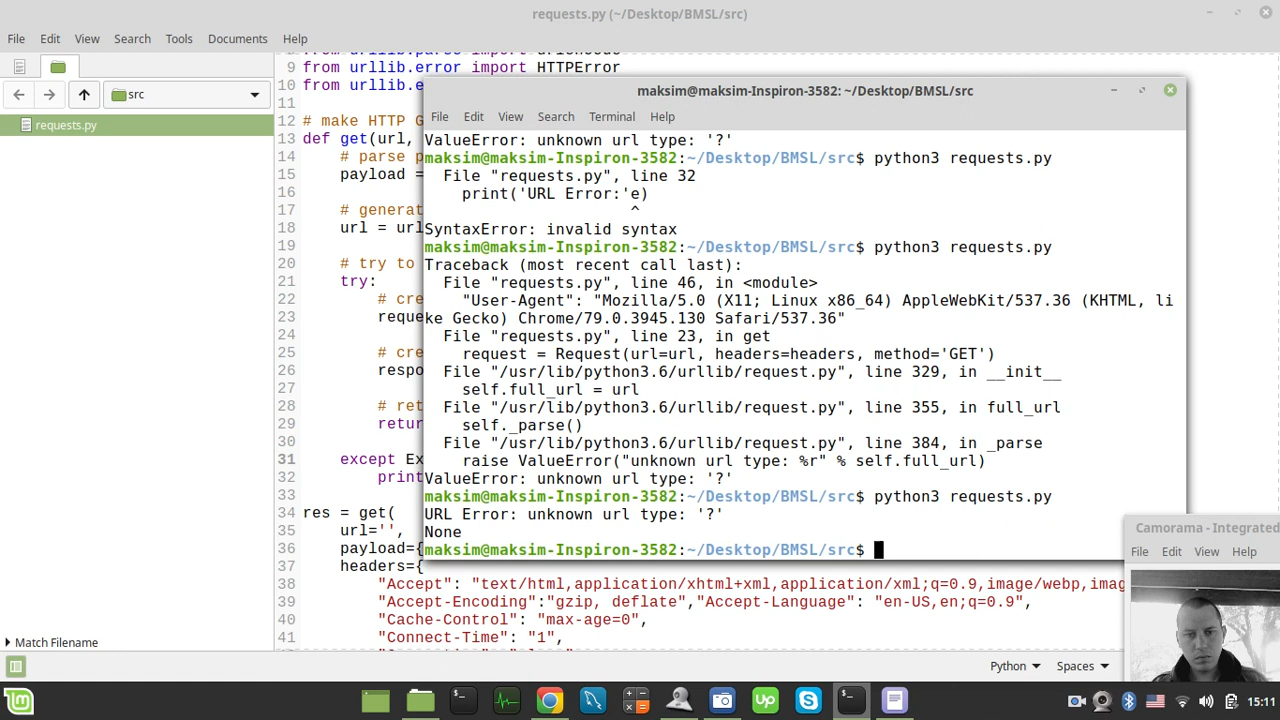 requests.py (~/Desktop/BMSL/src)
File Edit View Search Tools Documents Help
src
requests.py
Match Filename
9 from urllib.error import HTTPError
10 from urllib.e
11
12 # make HTTP G
13 def get(url,
14 # parse p
15 payload =
16
17 # generat
18 url = url
19
20 # try to
21 try:
22 # cre
23 reque
24
25 # cre
26 respo
27
28 # ret
29 retur
30
31 except Ex
32 print
33
34 res = get(
35 url='',
36 payload={
37 headers={
38 "Accept": "text/html,application/xhtml+xml,application/xml;q=0.9,image/webp,imag
39 "Accept-Encoding":"gzip, deflate","Accept-Language": "en-US,en;q=0.9",
40 "Cache-Control": "max-age=0",
41 "Connect-Time": "1",
maksim@maksim-Inspiron-3582: ~/Desktop/BMSL/src
File Edit View Search Terminal Help
ValueError: unknown url type: '?'
maksim@maksim-Inspiron-3582:~/Desktop/BMSL/src$ python3 requests.py
File "requests.py", line 32
print('URL Error:'e)
^
SyntaxError: invalid syntax
maksim@maksim-Inspiron-3582:~/Desktop/BMSL/src$ python3 requests.py
Traceback (most recent call last):
File "requests.py", line 46, in <module>
"User-Agent": "Mozilla/5.0 (X11; Linux x86_64) AppleWebKit/537.36 (KHTML, li
ke Gecko) Chrome/79.0.3945.130 Safari/537.36"
File "requests.py", line 23, in get
request = Request(url=url, headers=headers, method='GET')
File "/usr/lib/python3.6/urllib/request.py", line 329, in __init__
self.full_url = url
File "/usr/lib/python3.6/urllib/request.py", line 355, in full_url
self._parse()
File "/usr/lib/python3.6/urllib/request.py", line 384, in _parse
raise ValueError("unknown url type: %r" % self.full_url)
ValueError: unknown url type: '?'
maksim@maksim-Inspiron-3582:~/Desktop/BMSL/src$ python3 requests.py
URL Error: unknown url type: '?'
None
maksim@maksim-Inspiron-3582:~/Desktop/BMSL/src$
Camorama - Integrated
File Edit View Help
Python Spaces
Up
15:11